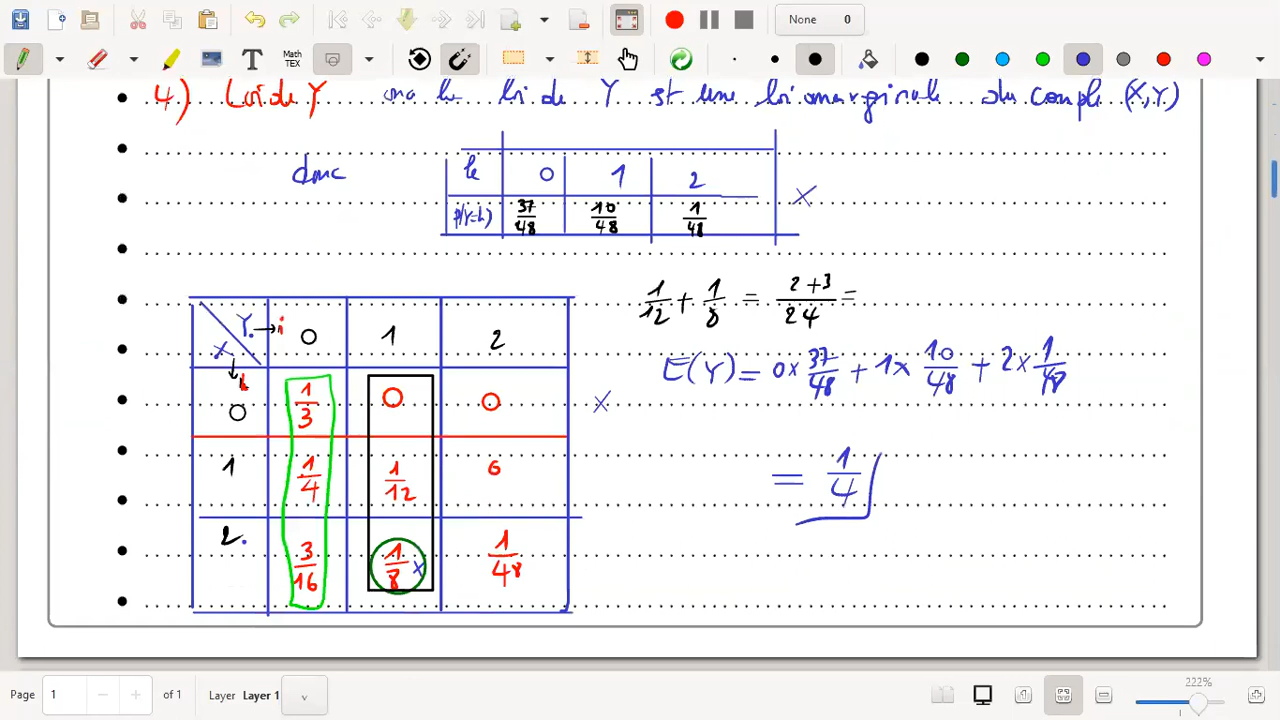 None 0
Math
TEX
4) Loi de Y on a la loi de Y est une loi marginale du couple (X,Y)
donc
k 0 1 2
P(Y=k) 37/48 10/48 1/48 X
1/12 + 1/8 = 2+3/24 =
E(Y) = 0 × 37/48 + 1 × 10/48 + 2 × 1/48
= 1/4
Y → i 0 1 2
X
k
0 1/3 0 0 X
1 1/4 1/12 0
2 3/16 1/8 x 1/48
Page 1 of 1 Layer Layer 1 222%